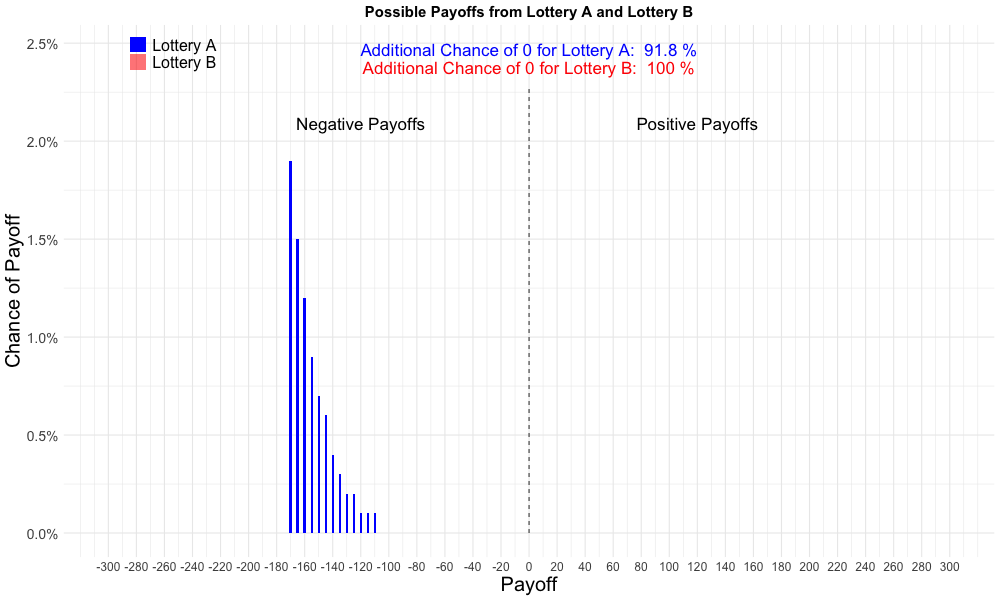 Possible Payoffs from Lottery A and Lottery B
Lottery A
Lottery B
Additional Chance of 0 for Lottery A:  91.8 %
Additional Chance of 0 for Lottery B:  100 %
Negative Payoffs
Positive Payoffs
Chance of Payoff
2.5%
2.0%
1.5%
1.0%
0.5%
0.0%
-300 -280 -260 -240 -220 -200 -180 -160 -140 -120 -100 -80 -60 -40 -20 0 20 40 60 80 100 120 140 160 180 200 220 240 260 280 300
Payoff